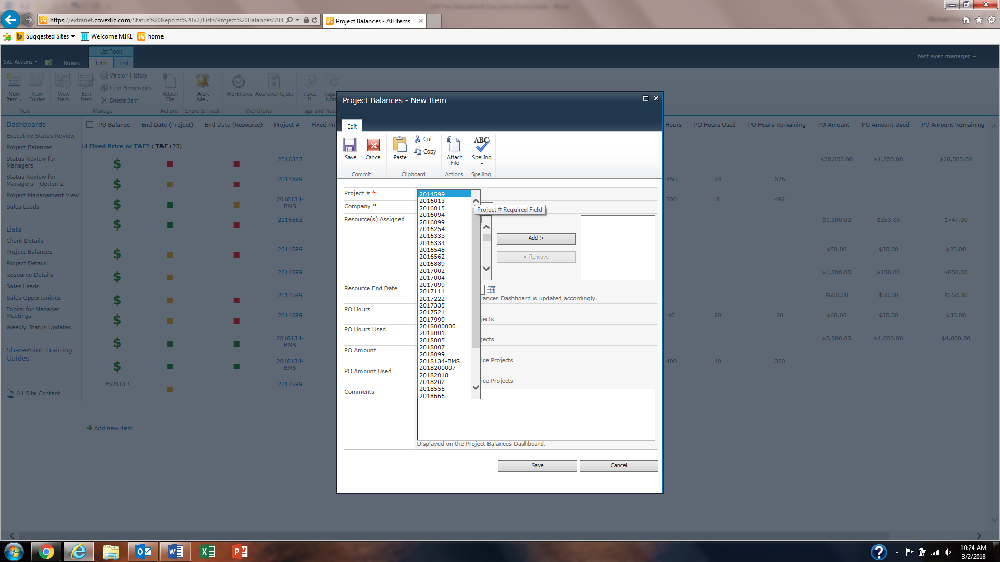 https://extranet.covexllc.com/Status%20Reports%20V2/Lists/Project%20Balances/AllI
Project Balances - All Items
Suggested Sites
Welcome MIKE
home
List Tools
test exec manager
Site Actions
Browse
Items
List
New Item
New Folder
New
View Item
Edit Item
Version History
Item Permissions
Delete Item
Manage
Attach File
Actions
Alert Me
Share & Track
Workflows
Approve/Reject
Workflows
I Like It
Tags
Tags and Note
Dashboards
Executive Status Review
Project Balances
Status Review for
Managers
Status Review for
Managers - Option 2
Project Management View
Sales Leads
Lists
Client Details
Project Balances
Project Details
Resource Details
Sales Leads
Sales Opportunities
Topics for Manager
Meetings
Weekly Status Updates
SharePoint Training
Guides
All Site Content
PO Balance End Date (Project) End Date (Resource) Project # Fixed Pri
Hours PO Hours Used PO Hours Remaining PO Amount PO Amount Used PO Amount Remaining
Fixed Price or T&E? : T&E (25)
$ 2016333 $30,000.00 $1,500.00 $28,500.00
$ 2014599 550 24 526
$ 2018134-
BMS 500 8 492
$ 2016562 $1,000.00 $253.00 $747.00
$ 2014599 $50.00 $30.00 $20.00
$ 2014599 $1,000.00 $150.00 $850.00
$ 2014599 $600.00 $50.00 $550.00
$ 2014599 40 20 20 $60.00 $30.00 $30.00
$ 2018134-
BMS $5,000.00 $1,000.00 $4,000.00
$ 2018134-
BMS 400 40 360
#VALUE! 2014599
Add new item
Project Balances - New Item
Edit
Save
Cancel
Commit
Paste
Cut
Copy
Clipboard
Attach
File
Actions
ABC
Spelling
Spelling
Project # *
Company *
Resource(s) Assigned
Resource End Date
PO Hours
PO Hours Used
PO Amount
PO Amount Used
Comments
2014599
2016013
2016015
2016094
2016099
2016254
2016333
2016334
2016548
2016562
2016889
2017002
2017004
2017099
2017111
2017222
2017335
2017521
2017999
2018000000
2018001
2018005
2018007
2018099
2018134-BMS
2018200007
20182018
2018202
2018555
2018666
Project # Required Field
Add >
< Remove
lances Dashboard is updated accordingly.
jects
jects
ice Projects
ice Projects
Displayed on the Project Balances Dashboard.
Save
Cancel
10:24 AM
3/2/2018